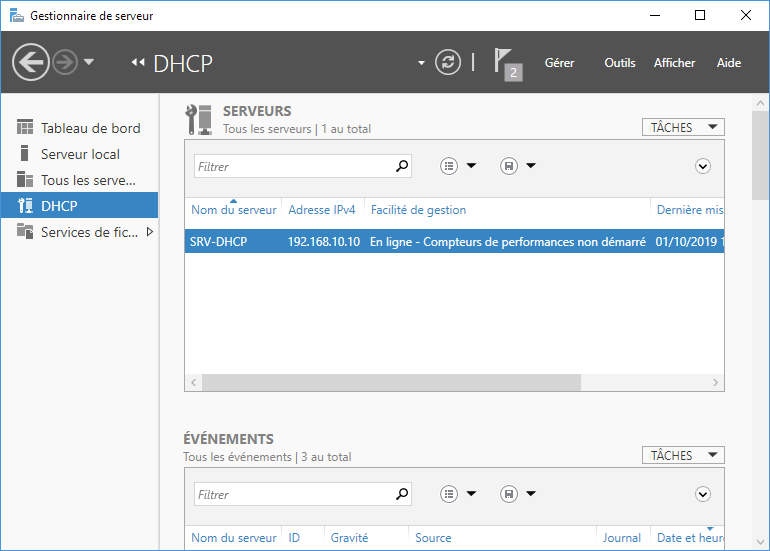 Gestionnaire de serveur
DHCP
2
Gérer Outils Afficher Aide
Tableau de bord
Serveur local
Tous les serve...
DHCP
Services de fic...
SERVEURS
Tous les serveurs | 1 au total
TÂCHES
Filtrer
Nom du serveur Adresse IPv4 Facilité de gestion Dernière mis
SRV-DHCP 192.168.10.10 En ligne - Compteurs de performances non démarré 01/10/2019 1
ÉVÉNEMENTS
Tous les événements | 3 au total
TÂCHES
Filtrer
Nom du serveur ID Gravité Source Journal Date et heure